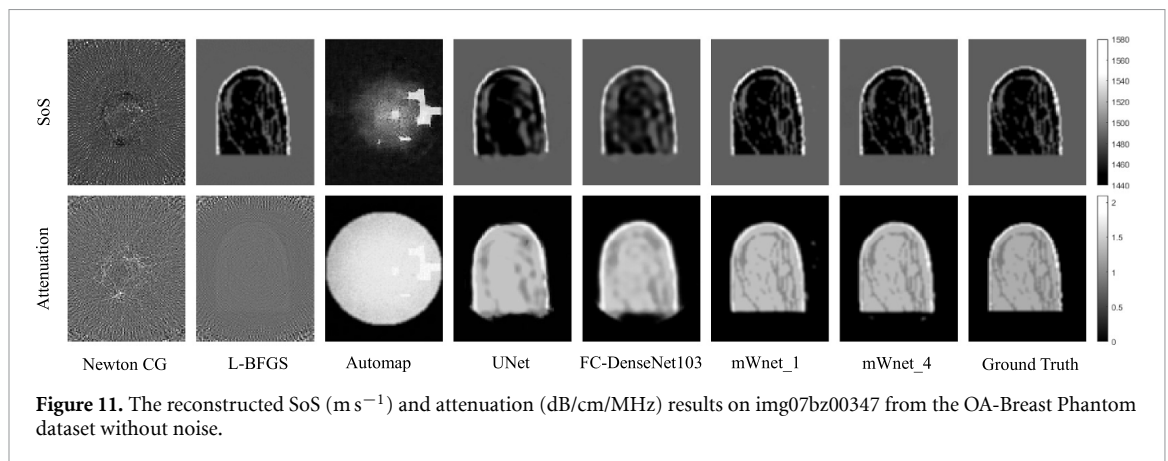 SoS
1580
1560
1540
1520
1500
1480
1460
1440
Attenuation
2
1.5
1
0.5
0
Newton CG L-BFGS Automap UNet FC-DenseNet103 mWnet_1 mWnet_4 Ground Truth
Figure 11. The reconstructed SoS (m s⁻¹) and attenuation (dB/cm/MHz) results on img07bz00347 from the OA-Breast Phantom
dataset without noise.